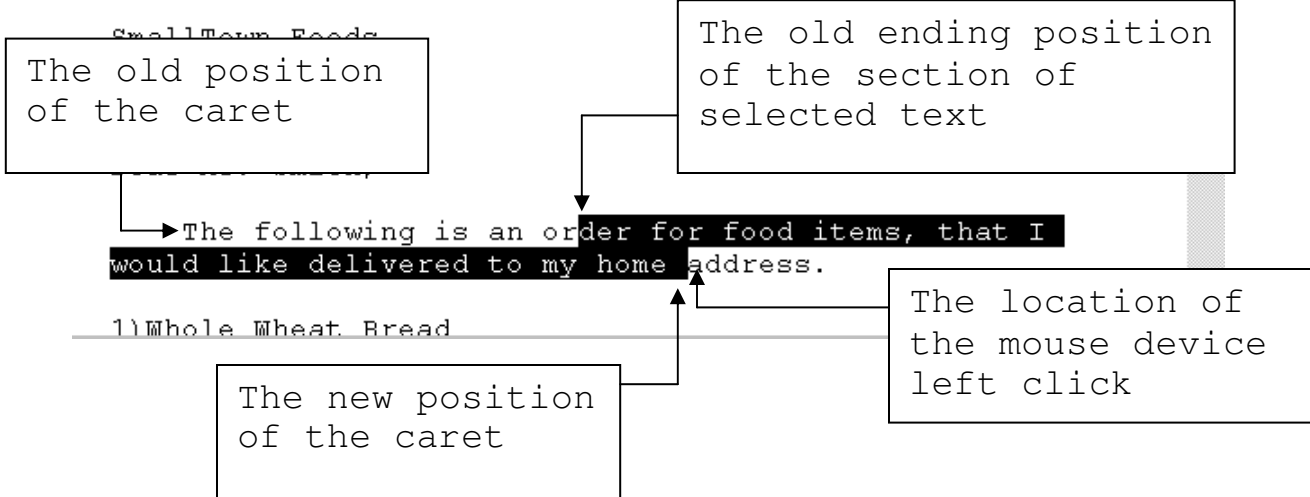 SmallTown Foods
The old position
of the caret
The old ending position
of the section of
selected text
The following is an order for food items, that I
would like delivered to my home address.
The location of
the mouse device
left click
1)Whole Wheat Bread
The new position
of the caret